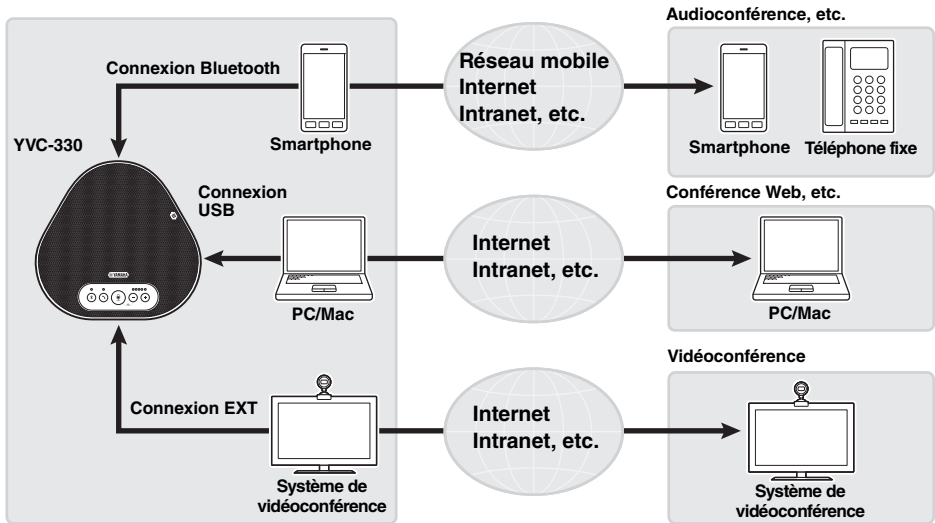 Audioconférence, etc.
Connexion Bluetooth
Réseau mobile
Internet
Intranet, etc.
YVC-330
Smartphone
Smartphone
Téléphone fixe
Connexion
USB
Conférence Web, etc.
Internet
Intranet, etc.
YAMAHA
PC/Mac
PC/Mac
Vidéoconférence
Connexion EXT
Internet
Intranet, etc.
Système de
vidéoconférence
Système de
vidéoconférence